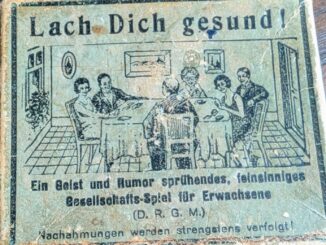 Lach Dich gesund!
Ein Geist und Humor sprühendes, feinsinniges
Gesellschafts-Spiel für Erwachsene
(D. R. G. M.)
Nachahmungen werden strengstens verfolgt!